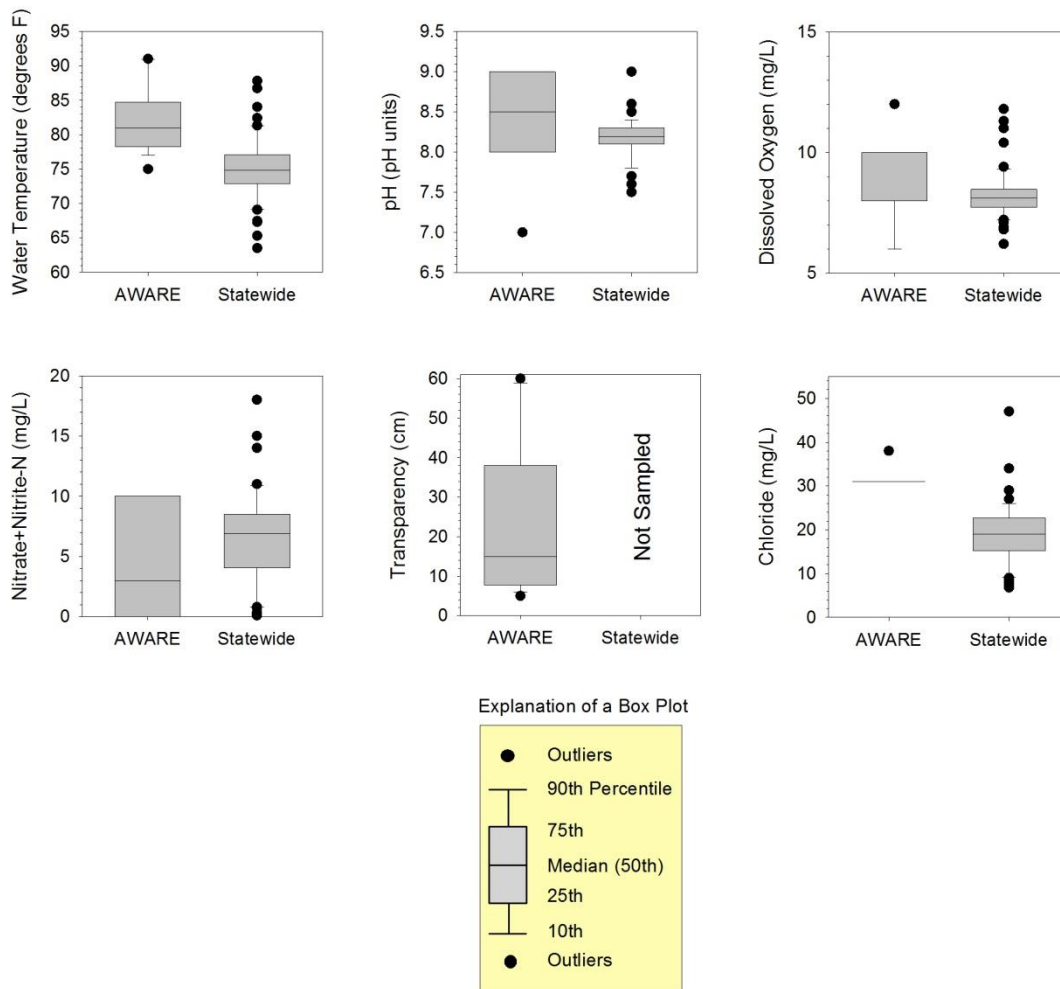 Water Temperature (degrees F)
95
90
85
80
75
70
65
60
AWARE Statewide
pH (pH units)
9.5
9.0
8.5
8.0
7.5
7.0
6.5
AWARE Statewide
Dissolved Oxygen (mg/L)
15
10
5
AWARE Statewide
Nitrate+Nitrite-N (mg/L)
20
15
10
5
0
AWARE Statewide
Transparency (cm)
60
50
40
30
20
10
0
Not Sampled
AWARE Statewide
Chloride (mg/L)
50
40
30
20
10
0
AWARE Statewide
Explanation of a Box Plot
Outliers
90th Percentile
75th
Median (50th)
25th
10th
Outliers